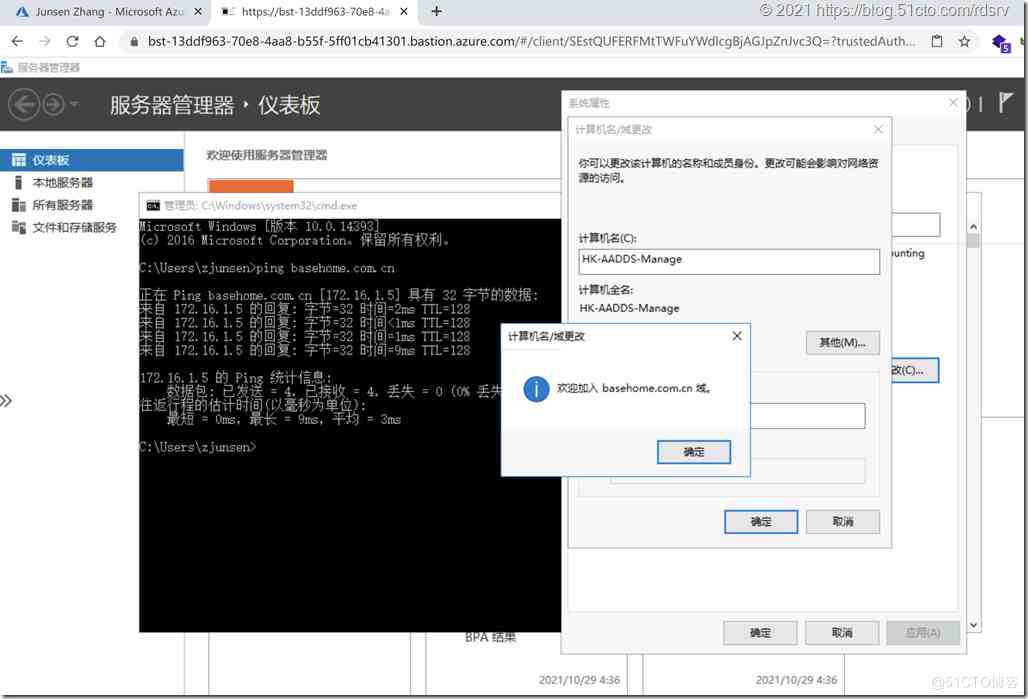 Junsen Zhang - Microsoft Azu
https://bst-13ddf963-70e8-4a
© 2021 https://blog.51cto.com/rdsrv
bst-13ddf963-70e8-4aa8-b55f-5ff01cb41301.bastion.azure.com/#/client/SEstQUFERFMtTWFuYWdlcgBjAGJpZnJvc3Q=?trustedAuth...
5
服务器管理器
服务器管理器 · 仪表板
仪表板
本地服务器
所有服务器
文件和存储服务
欢迎使用服务器管理器
管理员: C:\Windows\system32\cmd.exe
Microsoft Windows [版本 10.0.14393]
(c) 2016 Microsoft Corporation。保留所有权利。
C:\Users\zjunsen>ping basehome.com.cn
正在 Ping basehome.com.cn [172.16.1.5] 具有 32 字节的数据:
来自 172.16.1.5 的回复: 字节=32 时间=2ms TTL=128
来自 172.16.1.5 的回复: 字节=32 时间<1ms TTL=128
来自 172.16.1.5 的回复: 字节=32 时间=1ms TTL=128
来自 172.16.1.5 的回复: 字节=32 时间=9ms TTL=128
172.16.1.5 的 Ping 统计信息:
数据包: 已发送 = 4，已接收 = 4，丢失 = 0 (0% 丢失
往返行程的估计时间(以毫秒为单位):
最短 = 0ms，最长 = 9ms，平均 = 3ms
C:\Users\zjunsen>
系统属性
计算机名/域更改
你可以更改该计算机的名称和成员身份。更改可能会影响对网络资
源的访问。
计算机名(C):
HK-AADDS-Manage
计算机全名:
HK-AADDS-Manage
其他(M)...
unting
改(C)...
计算机名/域更改
欢迎加入 basehome.com.cn 域。
确定
确定
取消
确定
取消
应用(A)
BPA 结果
2021/10/29 4:36
2021/10/29 4:36
@51CTO博客